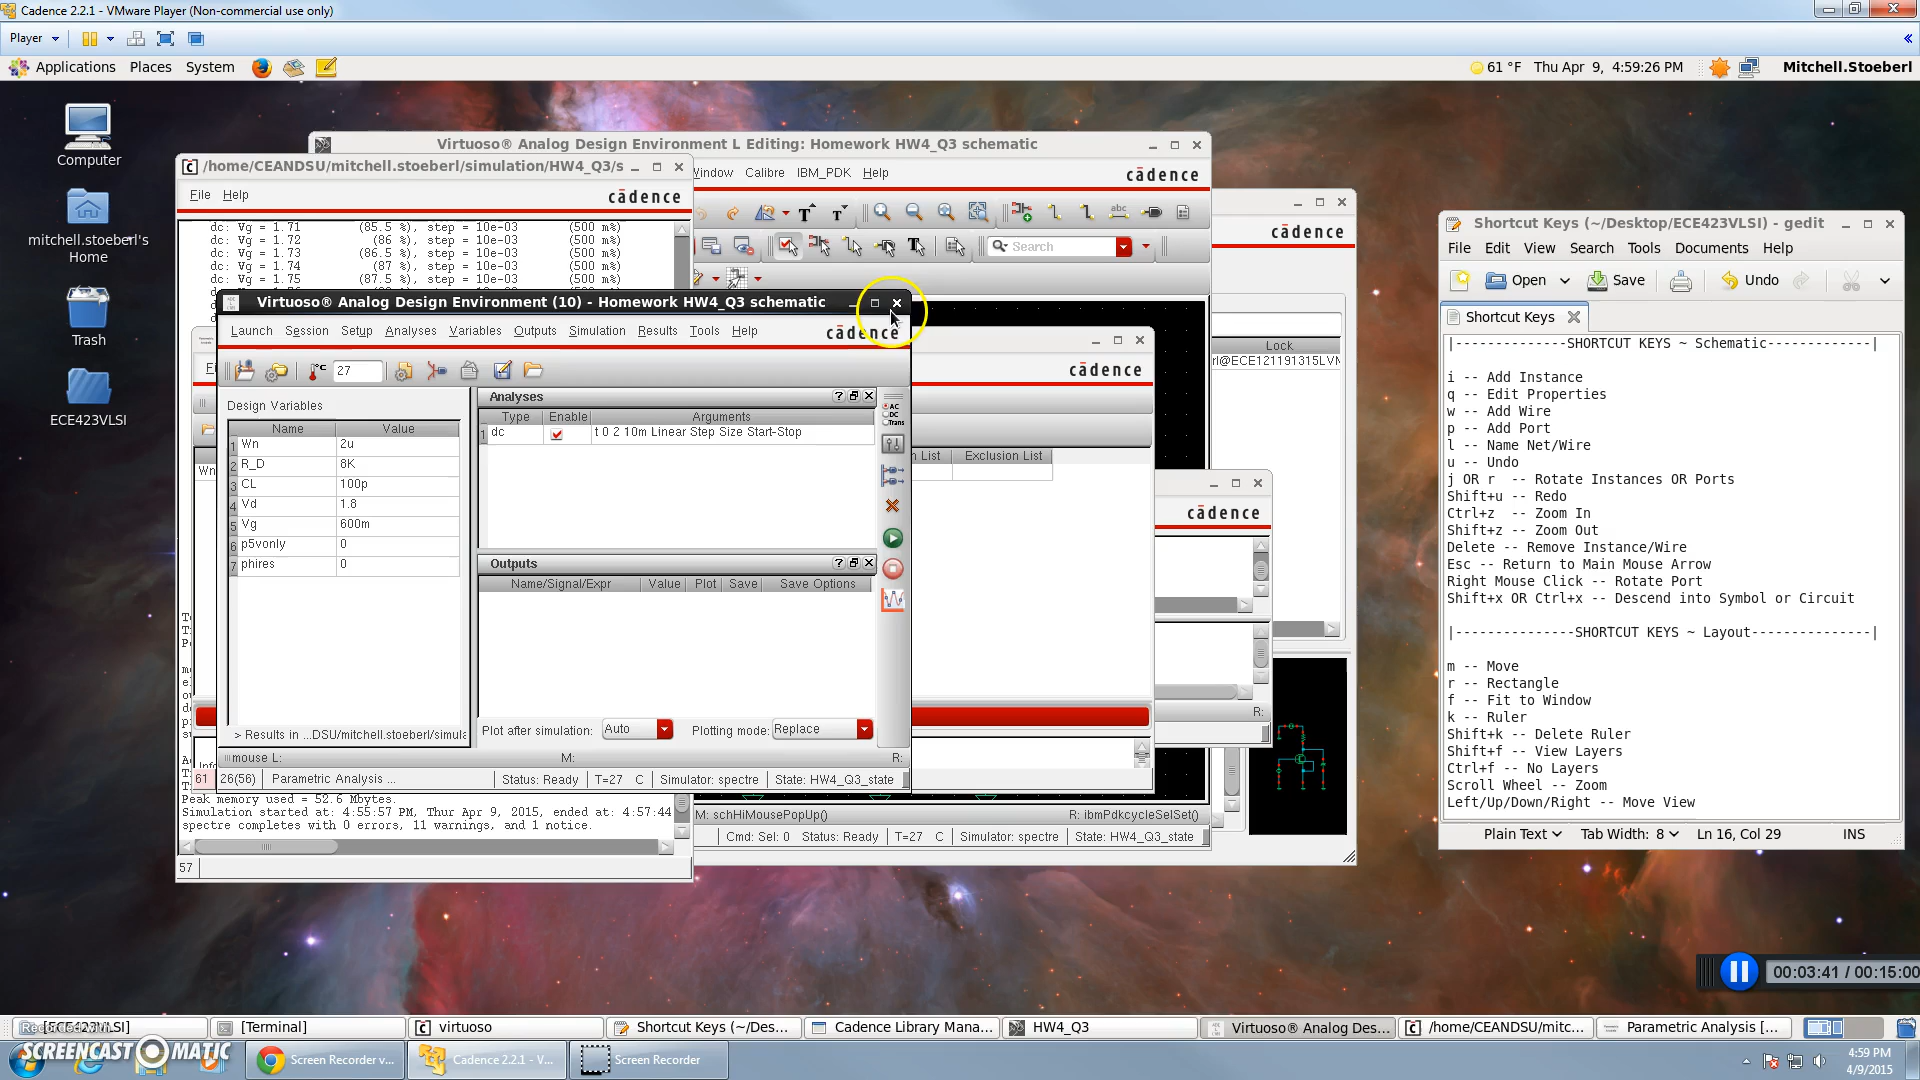 Cadence 2.2.1 - VMware Player (Non-commercial use only)
Player
Applications Places System
61 °F Thu Apr 9, 4:59:26 PM Mitchell.Stoeberl
Computer
mitchell.stoeberl's
Home
Trash
ECE423VLSI
Virtuoso® Analog Design Environment L Editing: Homework HW4_Q3 schematic
Window Calibre IBM_PDK Help cādence
Search
/home/CEANDSU/mitchell.stoeberl/simulation/HW4_Q3/s
File Help cādence
dc: Vg = 1.71 (85.5 %), step = 10e-03 (500 m%)
dc: Vg = 1.72 (86 %), step = 10e-03 (500 m%)
dc: Vg = 1.73 (86.5 %), step = 10e-03 (500 m%)
dc: Vg = 1.74 (87 %), step = 10e-03 (500 m%)
dc: Vg = 1.75 (87.5 %), step = 10e-03 (500 m%)
Virtuoso® Analog Design Environment (10) - Homework HW4_Q3 schematic
Launch Session Setup Analyses Variables Outputs Simulation Results Tools Help cādence
27
Design Variables
Name Value
1 Wn 2u
2 R_D 8K
3 CL 100p
4 Vd 1.8
5 Vg 600m
6 p5vonly 0
7 phires 0
> Results in ...DSU/mitchell.stoeberl/simula
Analyses
Type Enable Arguments
1 dc t 0 2 10m Linear Step Size Start-Stop
Outputs
Name/Signal/Expr Value Plot Save Save Options
Plot after simulation: Auto Plotting mode: Replace
mouse L: M: R:
61 26(56) Parametric Analysis ... Status: Ready T=27 C Simulator: spectre State: HW4_Q3_state
AC
DC
Trans
Peak memory used = 52.6 Mbytes.
Simulation started at: 4:55:57 PM, Thur Apr 9, 2015, ended at: 4:57:44
spectre completes with 0 errors, 11 warnings, and 1 notice.
57
Wn
cādence
n List Exclusion List
cādence
R:
cādence
Lock
rl@ECE121191315LVM
M: schHiMousePopUp() R: ibmPdkcycleSelSet()
Cmd: Sel: 0 Status: Ready T=27 C Simulator: spectre State: HW4_Q3_state
Shortcut Keys (~/Desktop/ECE423VLSI) - gedit
File Edit View Search Tools Documents Help
Open Save Undo
Shortcut Keys
|--------------SHORTCUT KEYS ~ Schematic------------|
i -- Add Instance
q -- Edit Properties
w -- Add Wire
p -- Add Port
l -- Name Net/Wire
u -- Undo
j OR r -- Rotate Instances OR Ports
Shift+u -- Redo
Ctrl+z -- Zoom In
Shift+z -- Zoom Out
Delete -- Remove Instance/Wire
Esc -- Return to Main Mouse Arrow
Right Mouse Click -- Rotate Port
Shift+x OR Ctrl+x -- Descend into Symbol or Circuit
|---------------SHORTCUT KEYS ~ Layout---------------|
m -- Move
r -- Rectangle
f -- Fit to Window
k -- Ruler
Shift+k -- Delete Ruler
Shift+f -- View Layers
Ctrl+f -- No Layers
Scroll Wheel -- Zoom
Left/Up/Down/Right -- Move View
Plain Text Tab Width: 8 Ln 16, Col 29 INS
00:03:41 / 00:15:00
[ECE423VLSI] [Terminal] virtuoso Shortcut Keys (~/Des... Cadence Library Mana... HW4_Q3 Virtuoso® Analog Des... /home/CEANDSU/mitc... Parametric Analysis [...
Recorded with
SCREENCAST MATIC
Screen Recorder v... Cadence 2.2.1 - V... Screen Recorder
4:59 PM
4/9/2015